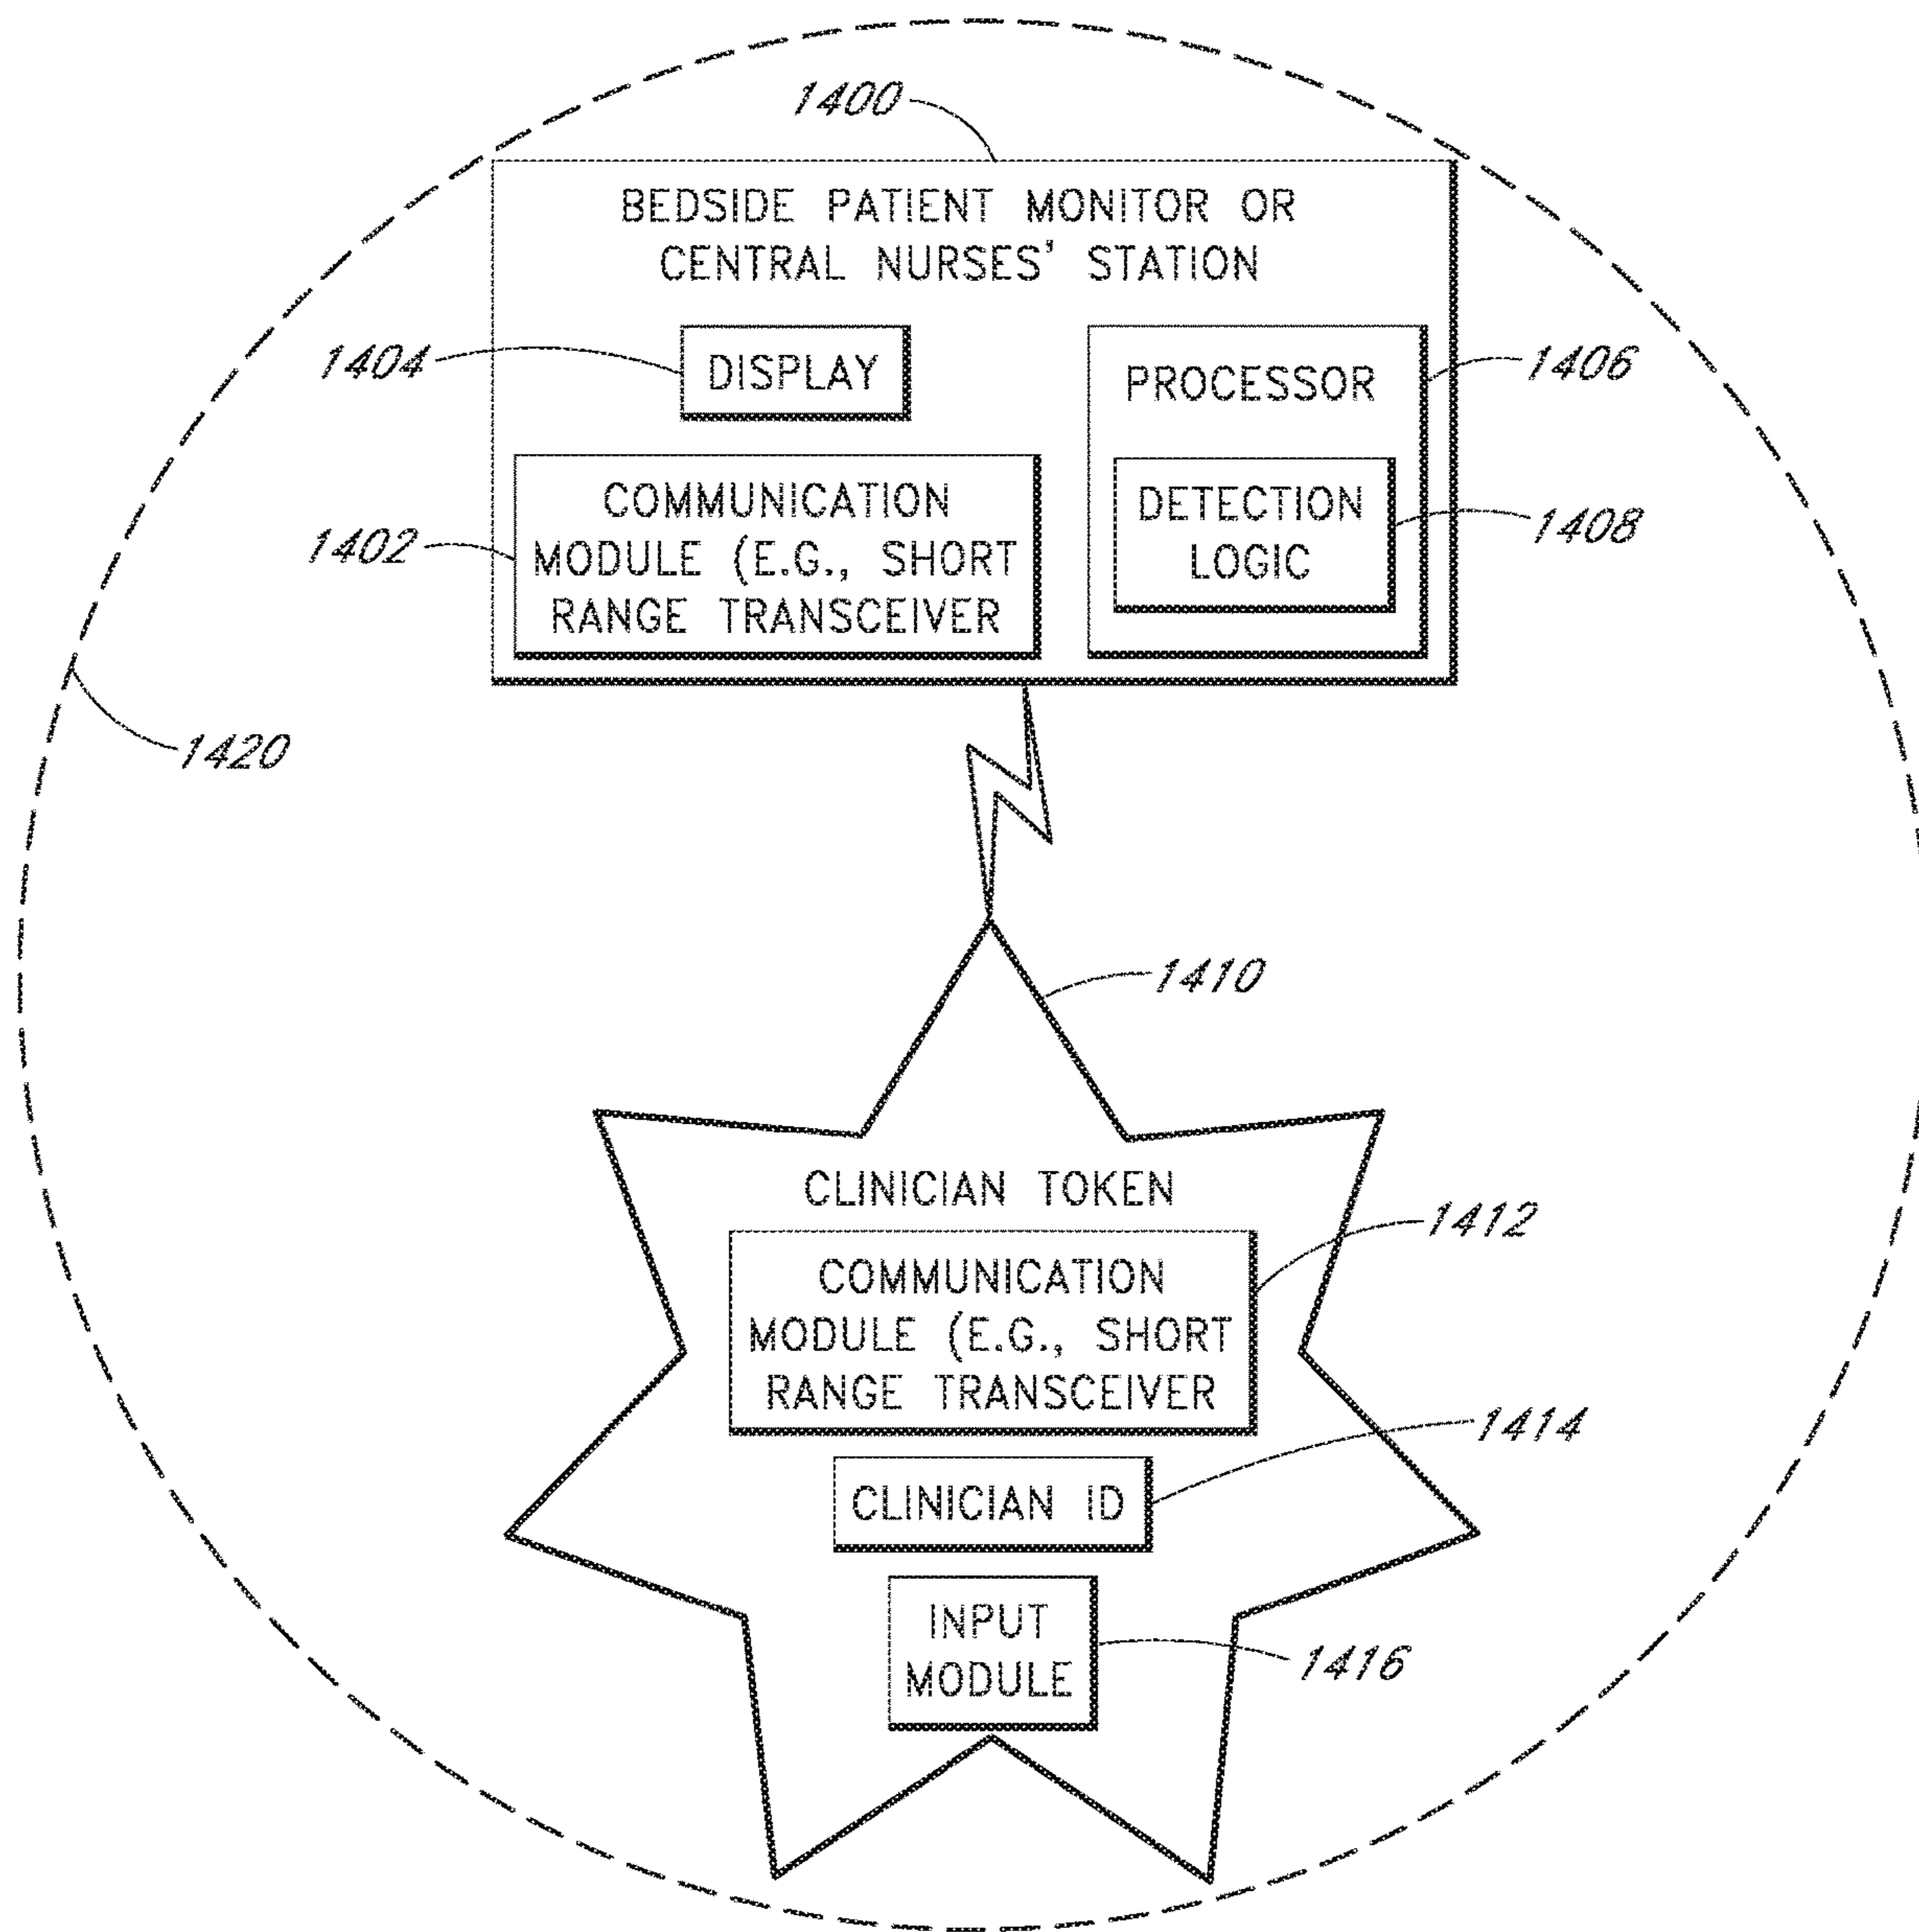 1400
BEDSIDE PATIENT MONITOR OR
CENTRAL NURSES' STATION
1404
DISPLAY
PROCESSOR
1406
1402
COMMUNICATION
MODULE (E.G., SHORT
RANGE TRANSCEIVER
DETECTION
LOGIC
1408
1420
1410
CLINICIAN TOKEN
1412
COMMUNICATION
MODULE (E.G., SHORT
RANGE TRANSCEIVER
1414
CLINICIAN ID
INPUT
MODULE
1416